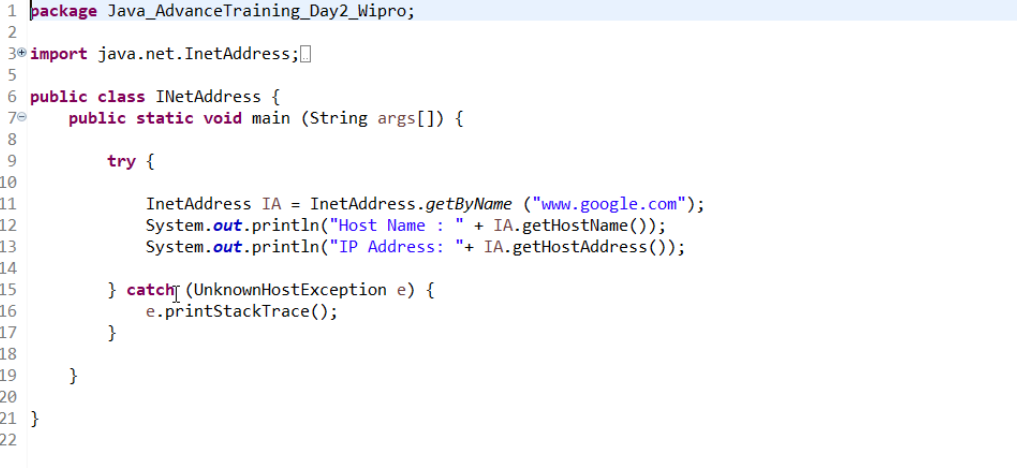 1 package Java_AdvanceTraining_Day2_Wipro;
2
3 import java.net.InetAddress;
5
6 public class INetAddress {
7     public static void main (String args[]) {
8
9         try {
10
11             InetAddress IA = InetAddress.getByName ("www.google.com");
12             System.out.println("Host Name : " + IA.getHostName());
13             System.out.println("IP Address: "+ IA.getHostAddress());
14
15         } catch (UnknownHostException e) {
16             e.printStackTrace();
17         }
18
19     }
20
21 }
22